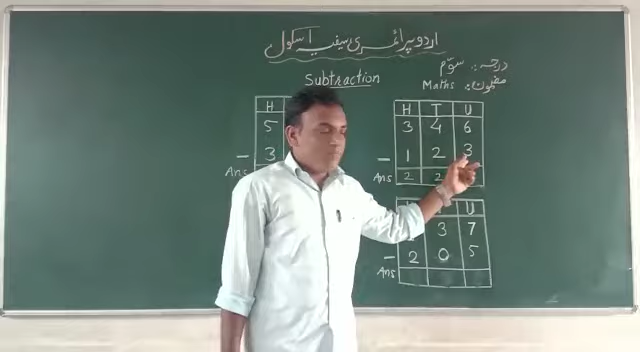 اردو پرائمری سیفیہ اسکول
درجہ :. سوّم
Subtraction
مضمون :. Maths
H
5
− 3
Ans
H T U
3 4 6
− 1 2 3
Ans 2 2
U
3 7
− 2 0 5
Ans